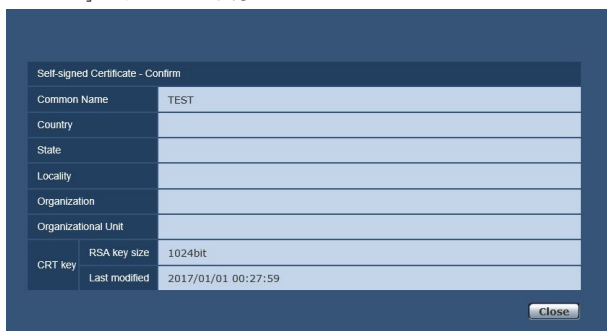 Self-signed Certificate - Confirm
Common Name TEST
Country
State
Locality
Organization
Organizational Unit
CRT key
RSA key size 1024bit
Last modified 2017/01/01 00:27:59
Close